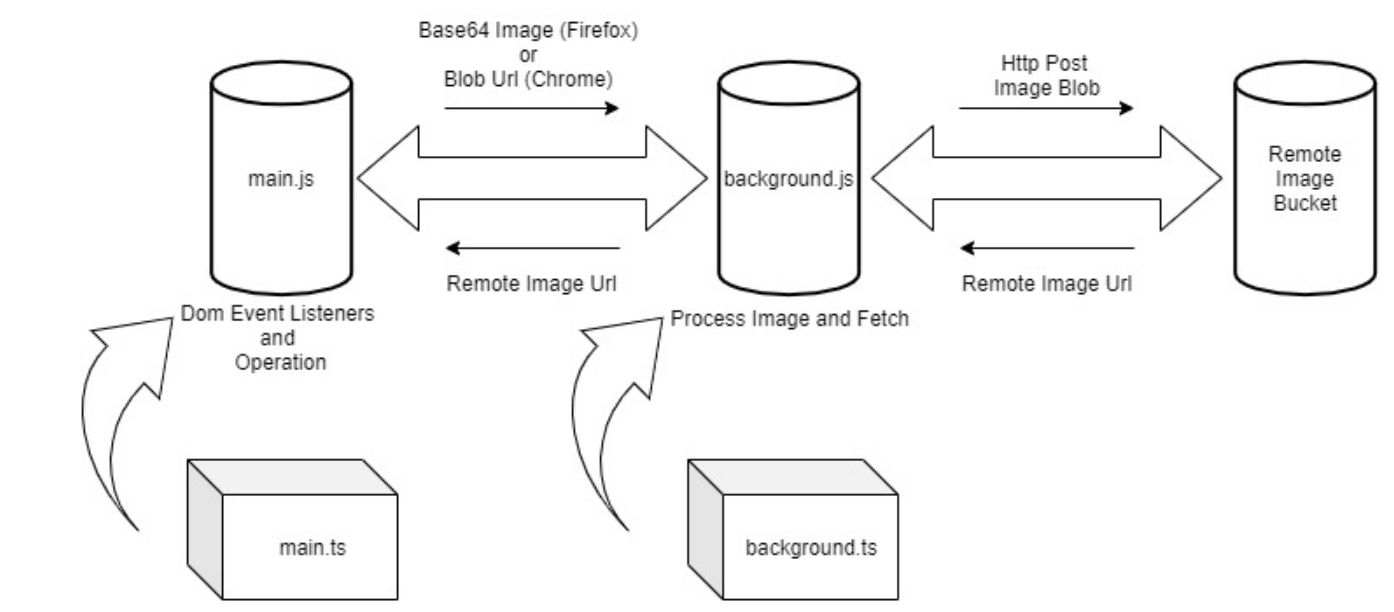 Base64 Image (Firefox)
or
Blob Url (Chrome)
Http Post
Image Blob
main.js
background.js
Remote
Image
Bucket
Remote Image Url
Remote Image Url
Dom Event Listeners
and
Operation
Process Image and Fetch
main.ts
background.ts